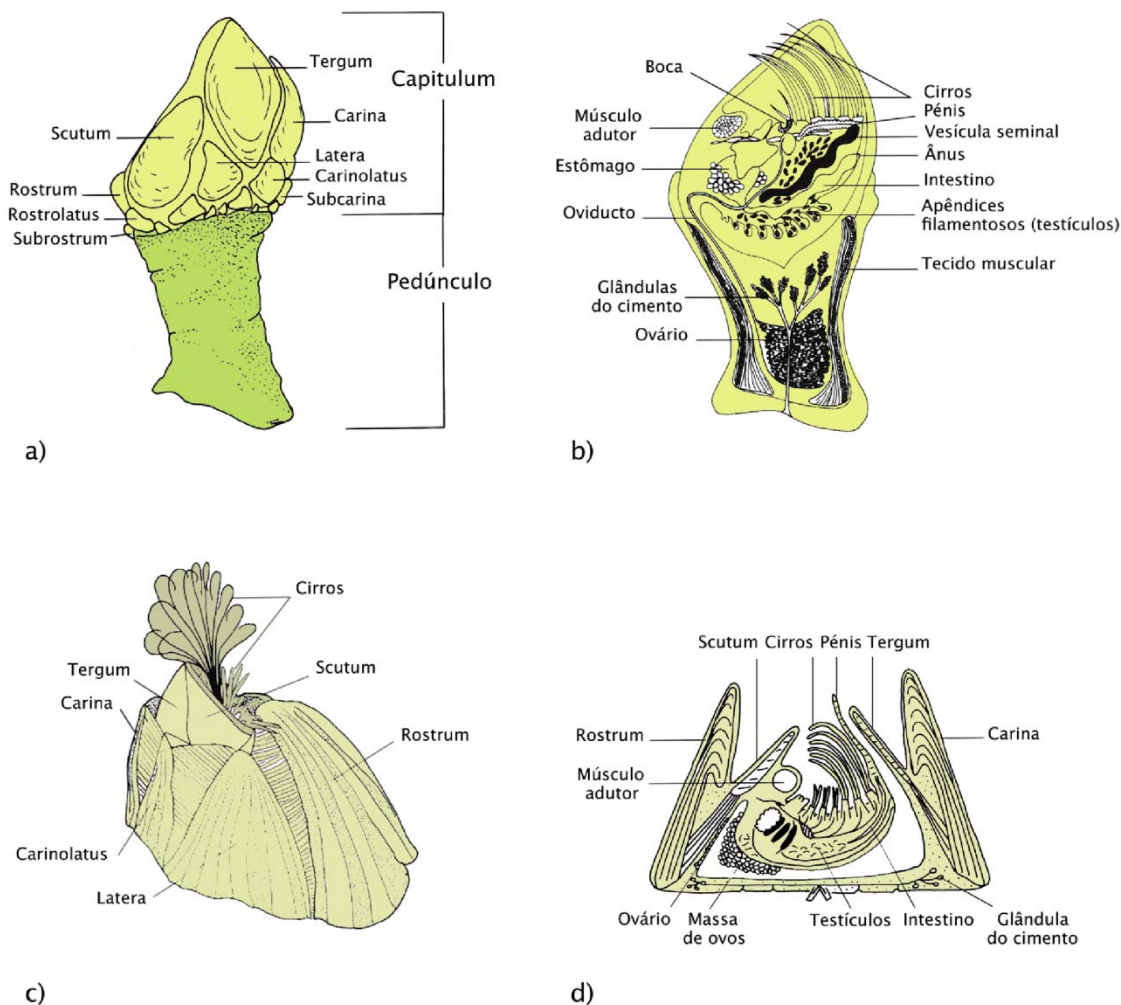 Tergum
Capitulum
Carina
Scutum
Latera
Carinolatus
Rostrum
Subcarina
Rostrolatus
Subrostrum
Pedúnculo
a)
Boca
Cirros
Pénis
Músculo
adutor
Vesícula seminal
Ânus
Estômago
Intestino
Oviducto
Apêndices
filamentosos (testículos)
Tecido muscular
Glândulas
do cimento
Ovário
b)
Cirros
Tergum
Scutum
Carina
Rostrum
Carinolatus
Latera
c)
Scutum Cirros Pénis Tergum
Rostrum
Carina
Músculo
adutor
Ovário
Massa
de ovos
Testículos
Intestino
Glândula
do cimento
d)